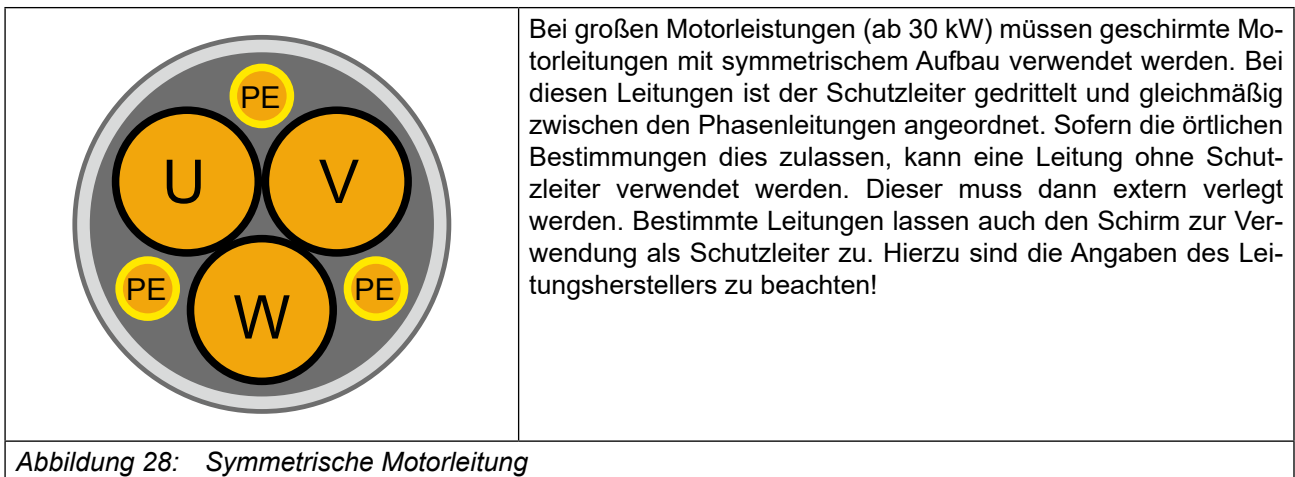 PE
U V
PE PE
W
Bei großen Motorleistungen (ab 30 kW) müssen geschirmte Mo-
torleitungen mit symmetrischem Aufbau verwendet werden. Bei
diesen Leitungen ist der Schutzleiter gedrittelt und gleichmäßig
zwischen den Phasenleitungen angeordnet. Sofern die örtlichen
Bestimmungen dies zulassen, kann eine Leitung ohne Schut-
zleiter verwendet werden. Dieser muss dann extern verlegt
werden. Bestimmte Leitungen lassen auch den Schirm zur Ver-
wendung als Schutzleiter zu. Hierzu sind die Angaben des Lei-
tungsherstellers zu beachten!
Abbildung 28: Symmetrische Motorleitung